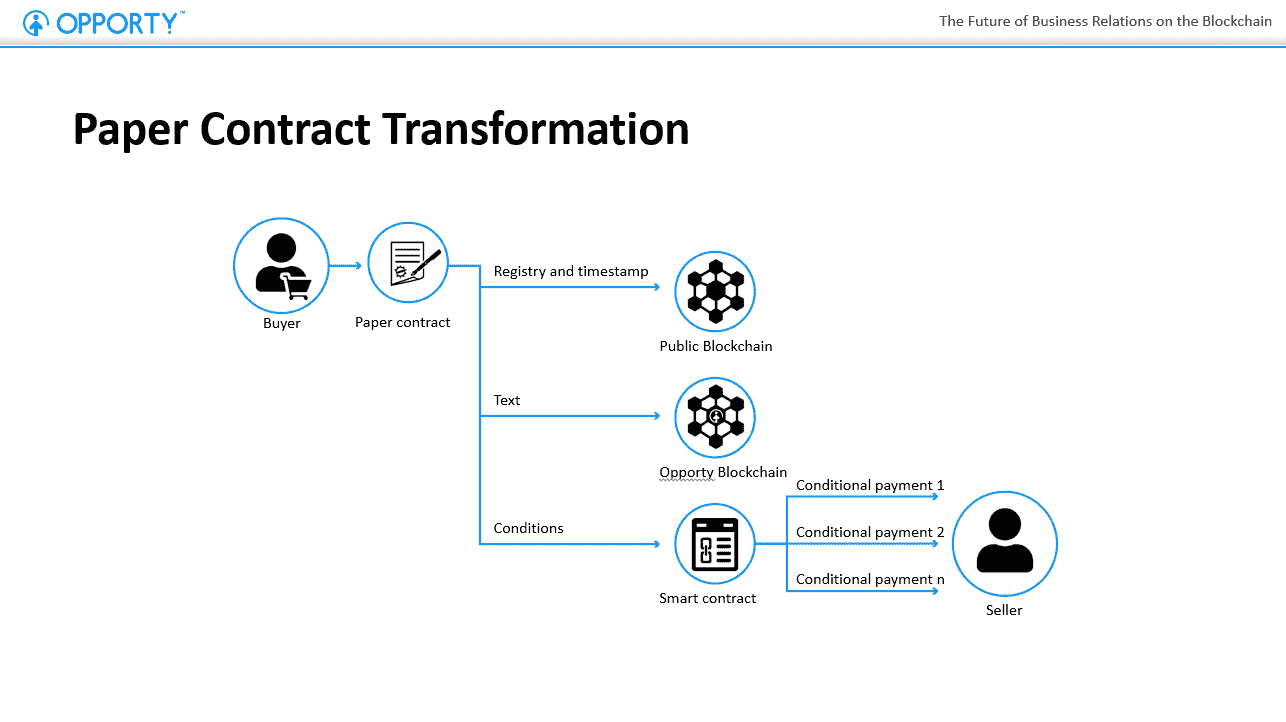 OPPORTY™
The Future of Business Relations on the Blockchain
Paper Contract Transformation
Buyer
Paper contract
Registry and timestamp
Public Blockchain
Text
Opporty Blockchain
Conditions
Smart contract
Conditional payment 1
Conditional payment 2
Conditional payment n
Seller